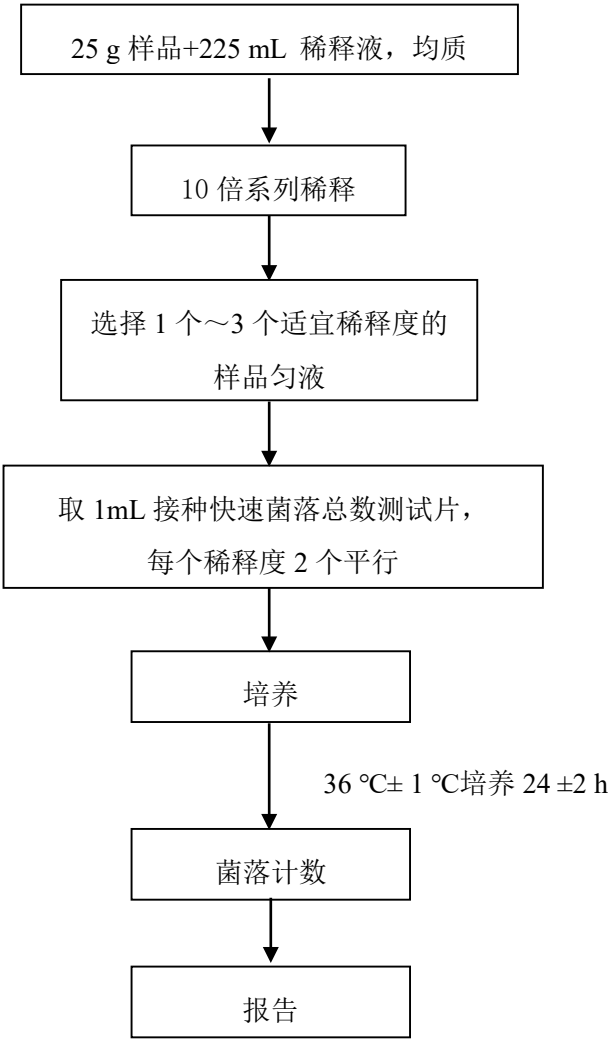 25 g 样品+225 mL 稀释液，均质
10 倍系列稀释
选择 1 个～3 个适宜稀释度的
样品匀液
取 1mL 接种快速菌落总数测试片，
每个稀释度 2 个平行
培养
36 ℃± 1 ℃培养 24 ±2 h
菌落计数
报告